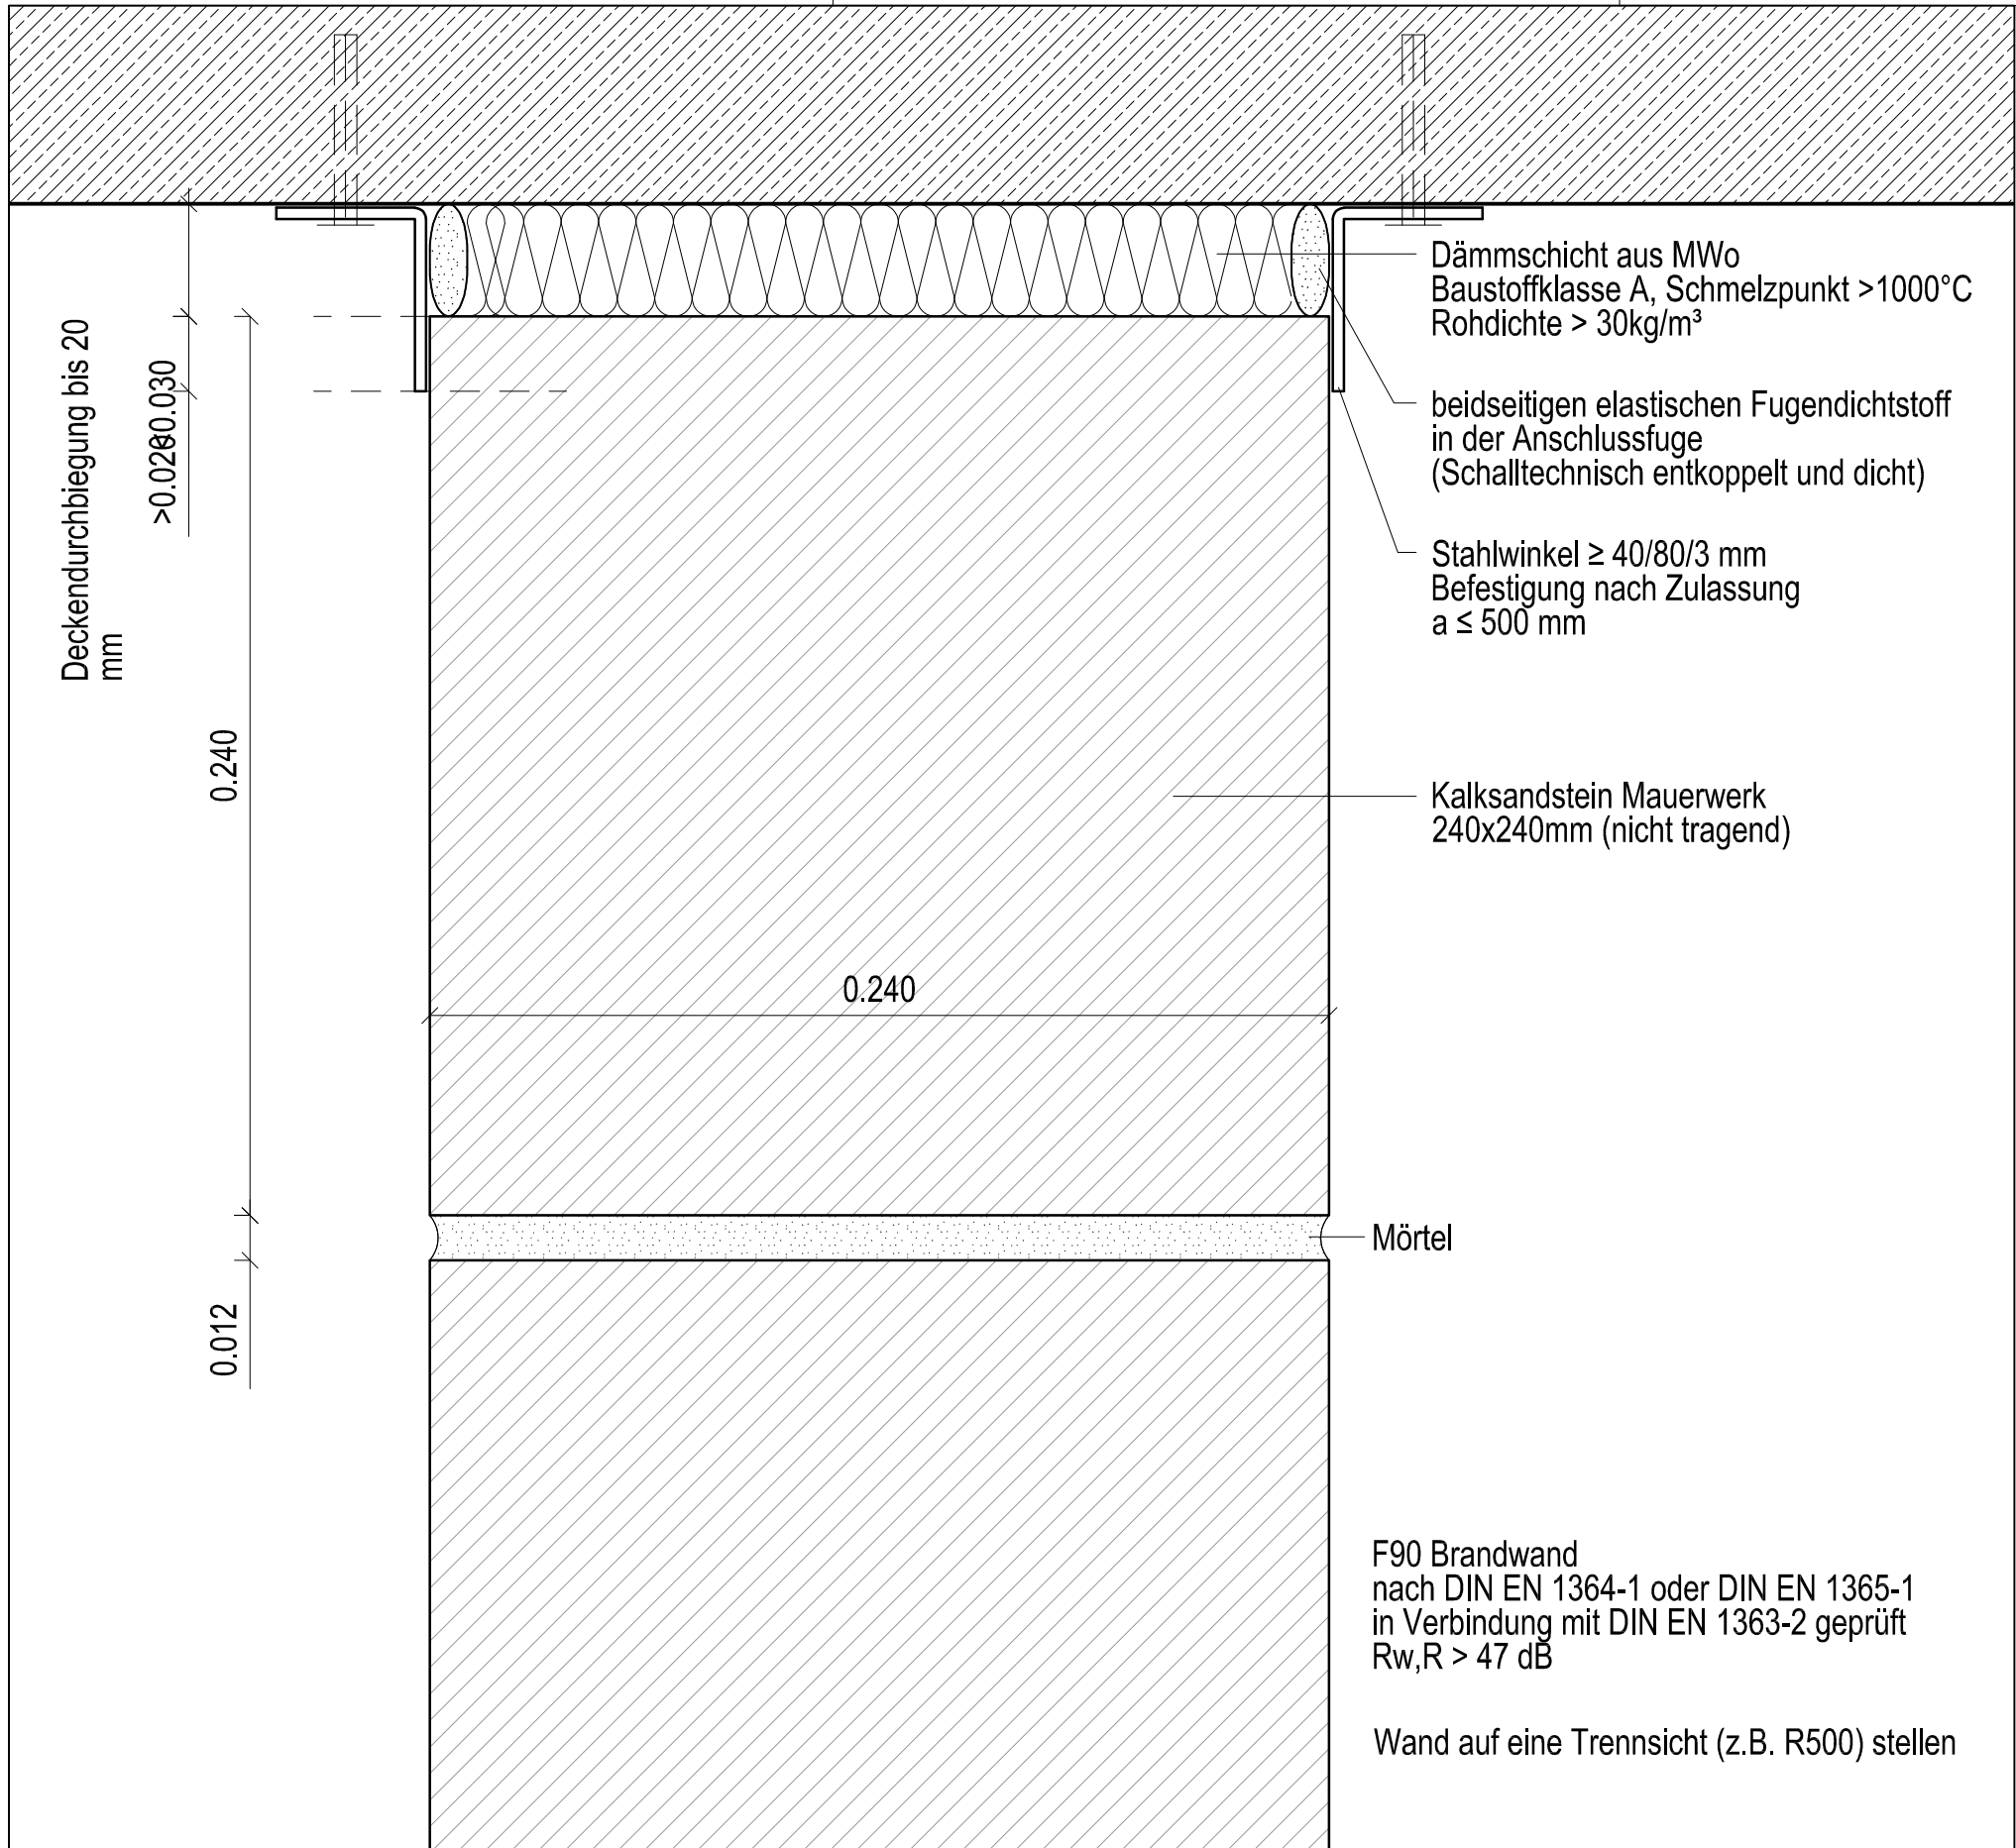 Dämmschicht aus MWo
Baustoffklasse A, Schmelzpunkt >1000°C
Rohdichte > 30kg/m³
beidseitigen elastischen Fugendichtstoff
in der Anschlussfuge
(Schalltechnisch entkoppelt und dicht)
Stahlwinkel ≥ 40/80/3 mm
Befestigung nach Zulassung
a ≤ 500 mm
Deckendurchbiegung bis 20
mm
0.240
Kalksandstein Mauerwerk
240x240mm (nicht tragend)
0.240
Mörtel
0.012
F90 Brandwand
nach DIN EN 1364-1 oder DIN EN 1365-1
in Verbindung mit DIN EN 1363-2 geprüft
Rw,R > 47 dB
Wand auf eine Trennsicht (z.B. R500) stellen